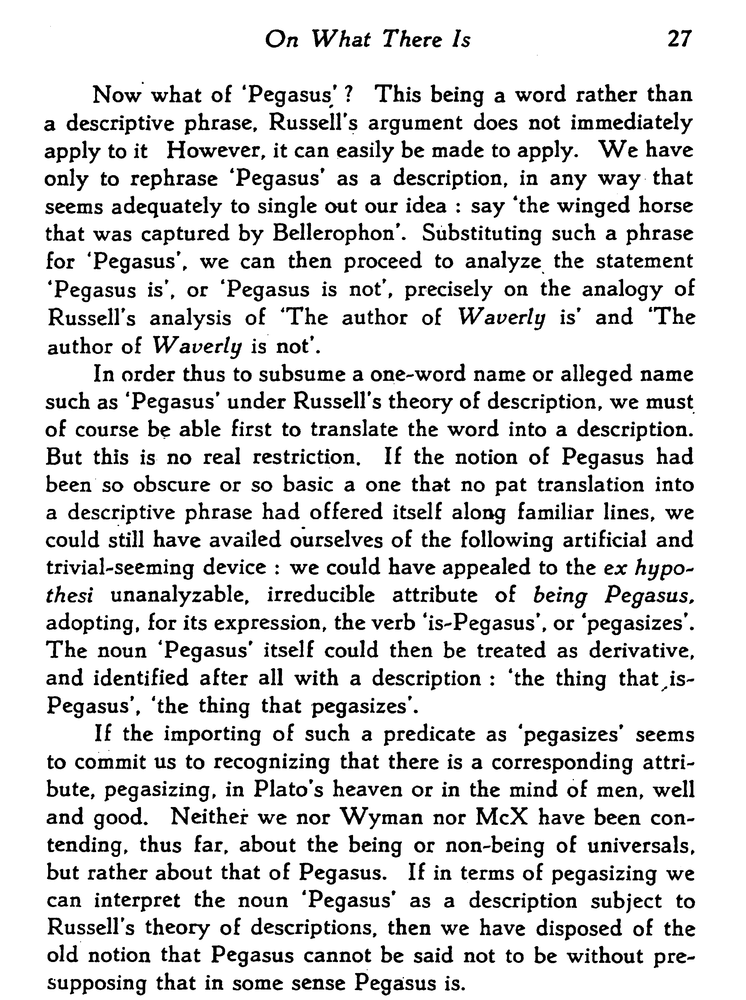 On What There Is 27
Now what of 'Pegasus' ? This being a word rather than
a descriptive phrase, Russell's argument does not immediately
apply to it However, it can easily be made to apply. We have
only to rephrase 'Pegasus' as a description, in any way that
seems adequately to single out our idea : say 'the winged horse
that was captured by Bellerophon'. Substituting such a phrase
for 'Pegasus', we can then proceed to analyze the statement
'Pegasus is', or 'Pegasus is not', precisely on the analogy of
Russell's analysis of 'The author of Waverly is' and 'The
author of Waverly is not'.
In order thus to subsume a one-word name or alleged name
such as 'Pegasus' under Russell's theory of description, we must
of course be able first to translate the word into a description.
But this is no real restriction. If the notion of Pegasus had
been so obscure or so basic a one that no pat translation into
a descriptive phrase had offered itself along familiar lines, we
could still have availed ourselves of the following artificial and
trivial-seeming device : we could have appealed to the ex hypo-
thesi unanalyzable, irreducible attribute of being Pegasus,
adopting, for its expression, the verb 'is-Pegasus', or 'pegasizes'.
The noun 'Pegasus' itself could then be treated as derivative,
and identified after all with a description : 'the thing that is-
Pegasus', 'the thing that pegasizes'.
If the importing of such a predicate as 'pegasizes' seems
to commit us to recognizing that there is a corresponding attri-
bute, pegasizing, in Plato's heaven or in the mind of men, well
and good. Neither we nor Wyman nor McX have been con-
tending, thus far, about the being or non-being of universals,
but rather about that of Pegasus. If in terms of pegasizing we
can interpret the noun 'Pegasus' as a description subject to
Russell's theory of descriptions, then we have disposed of the
old notion that Pegasus cannot be said not to be without pre-
supposing that in some sense Pegasus is.